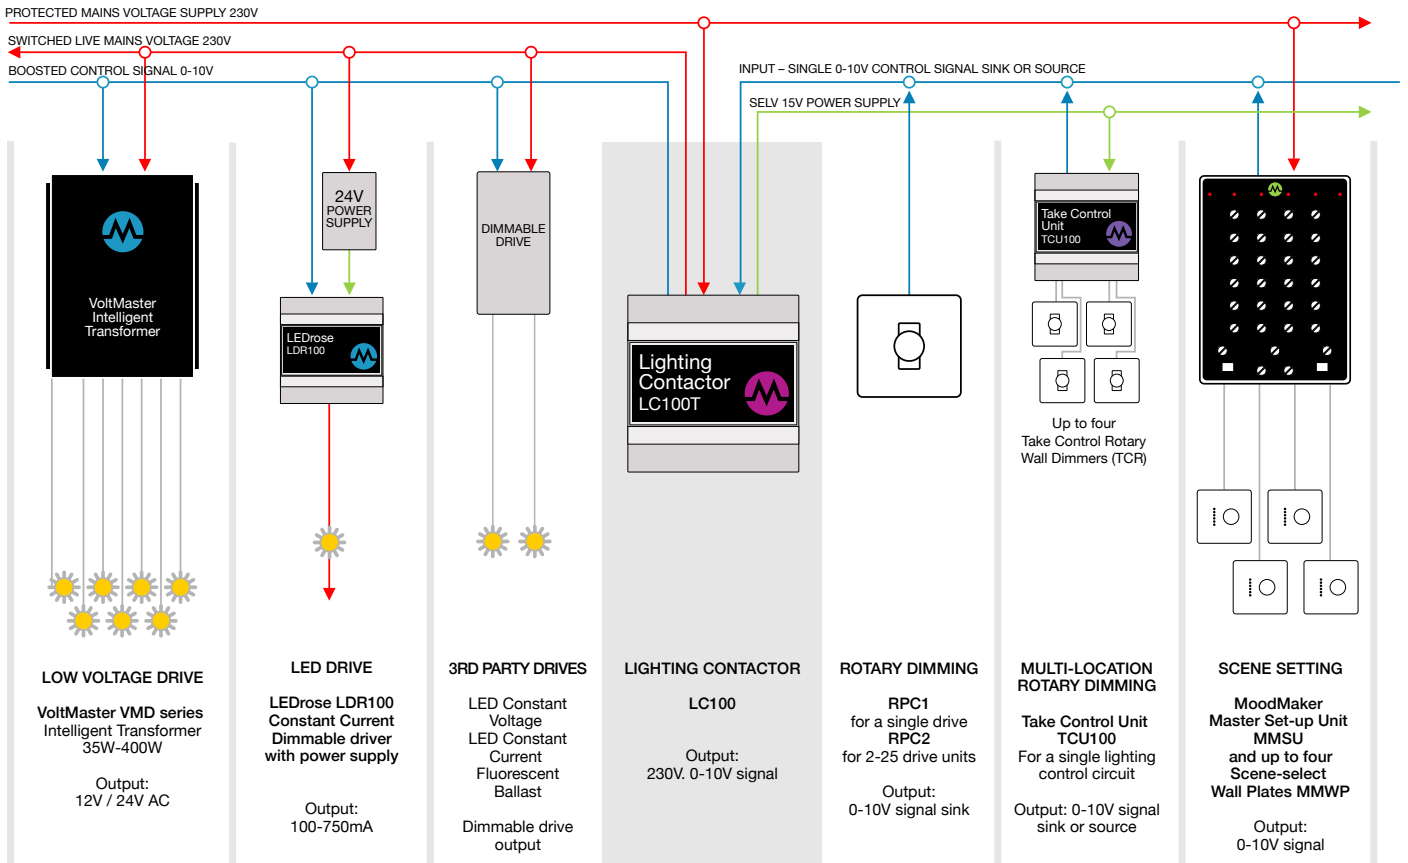 PROTECTED MAINS VOLTAGE SUPPLY 230V
SWITCHED LIVE MAINS VOLTAGE 230V
BOOSTED CONTROL SIGNAL 0-10V
INPUT – SINGLE 0-10V CONTROL SIGNAL SINK OR SOURCE
SELV 15V POWER SUPPLY
VoltMaster
Intelligent
Transformer
24V
POWER
SUPPLY
LEDrose
LDR100
DIMMABLE
DRIVE
Lighting
Contactor
LC100T
Take Control
Unit
TCU100
Up to four
Take Control Rotary
Wall Dimmers (TCR)
LOW VOLTAGE DRIVE
VoltMaster VMD series
Intelligent Transformer
35W-400W
Output:
12V / 24V AC
LED DRIVE
LEDrose LDR100
Constant Current
Dimmable driver
with power supply
Output:
100-750mA
3RD PARTY DRIVES
LED Constant
Voltage
LED Constant
Current
Fluorescent
Ballast
Dimmable drive
output
LIGHTING CONTACTOR
LC100
Output:
230V. 0-10V signal
ROTARY DIMMING
RPC1
for a single drive
RPC2
for 2-25 drive units
Output:
0-10V signal sink
MULTI-LOCATION
ROTARY DIMMING
Take Control Unit
TCU100
For a single lighting
control circuit
Output: 0-10V signal
sink or source
SCENE SETTING
MoodMaker
Master Set-up Unit
MMSU
and up to four
Scene-select
Wall Plates MMWP
Output:
0-10V signal